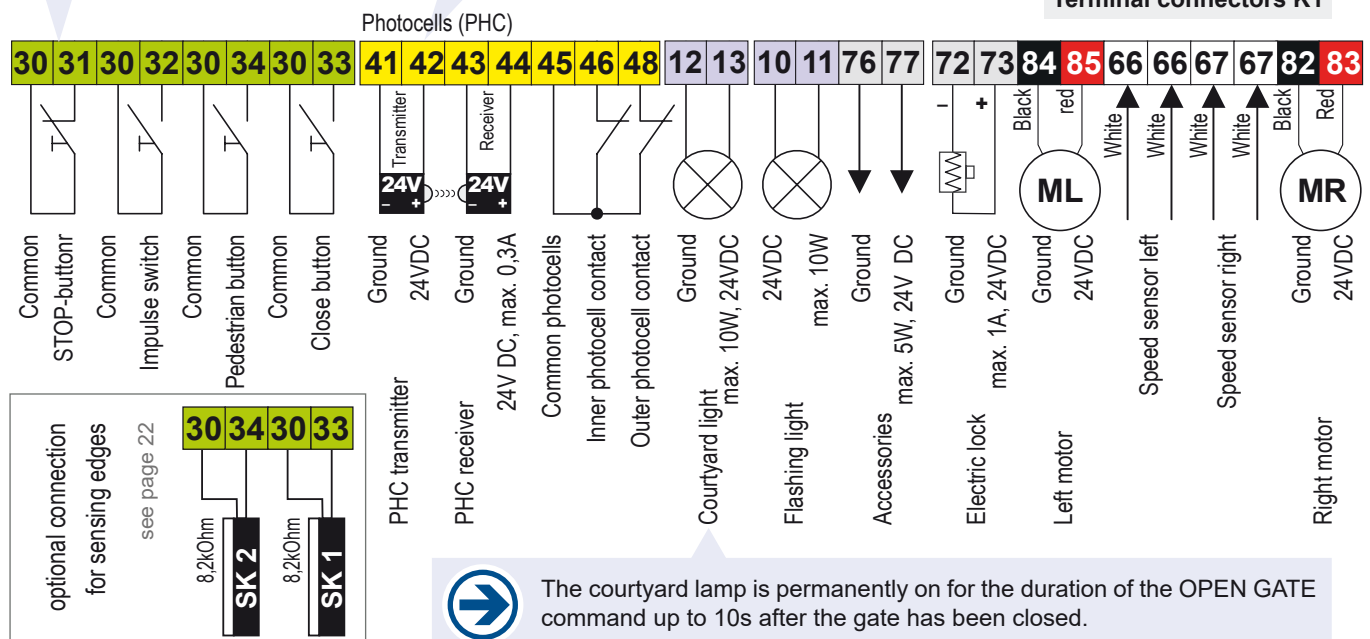 Terminal connectors K1
Photocells (PHC)
30 31 30 32 30 34 30 33 41 42 43 44 45 46 48 12 13 10 11 76 77 72 73 84 85 66 66 67 67 82 83
Transmitter
Receiver
– +
Black
red
White
White
White
White
Black
Red
24V
– +
24V
– +
ML
MR
Common
STOP-buttonr
Common
Impulse switch
Common
Pedestrian button
Common
Close button
Ground
24VDC
Ground
24V DC, max. 0,3A
Common photocells
Inner photocell contact
Outer photocell contact
Ground
max. 10W, 24VDC
24VDC
max. 10W
Ground
max. 5W, 24V DC
Ground
max. 1A, 24VDC
Ground
24VDC
Speed sensor left
Speed sensor right
Ground
24VDC
PHC transmitter
PHC receiver
Courtyard light
Flashing light
Accessories
Electric lock
Left motor
Right motor
optional connection
for sensing edges
see page 22
30 34 30 33
8,2kOhm
SK 2
8,2kOhm
SK 1
The courtyard lamp is permanently on for the duration of the OPEN GATE
command up to 10s after the gate has been closed.